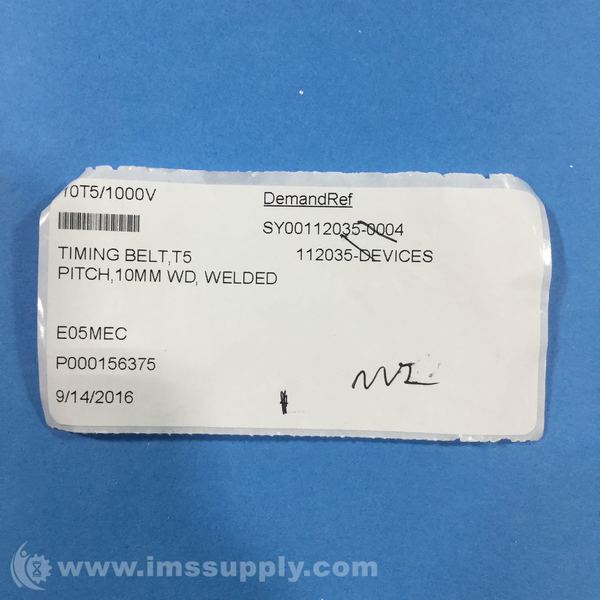 10T5/1000V
DemandRef
SY00112035-0004
112035-DEVICES
TIMING BELT,T5
PITCH,10MM WD, WELDED
E05MEC
P000156375
9/14/2016
www.imssupply.com